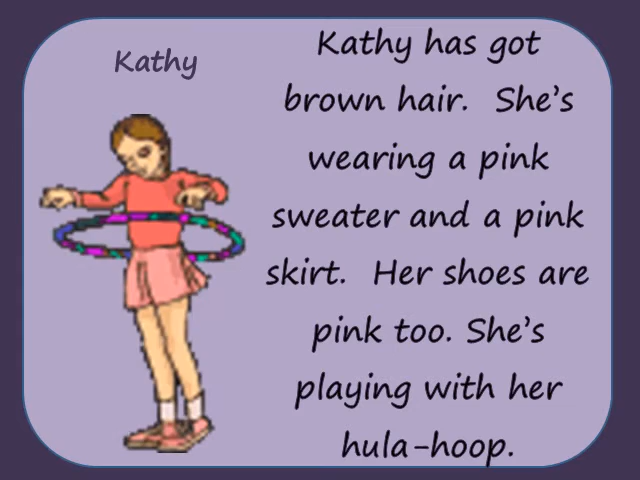 Kathy
Kathy has got
brown hair.  She's
wearing a pink
sweater and a pink
skirt.  Her shoes are
pink too. She's
playing with her
hula-hoop.